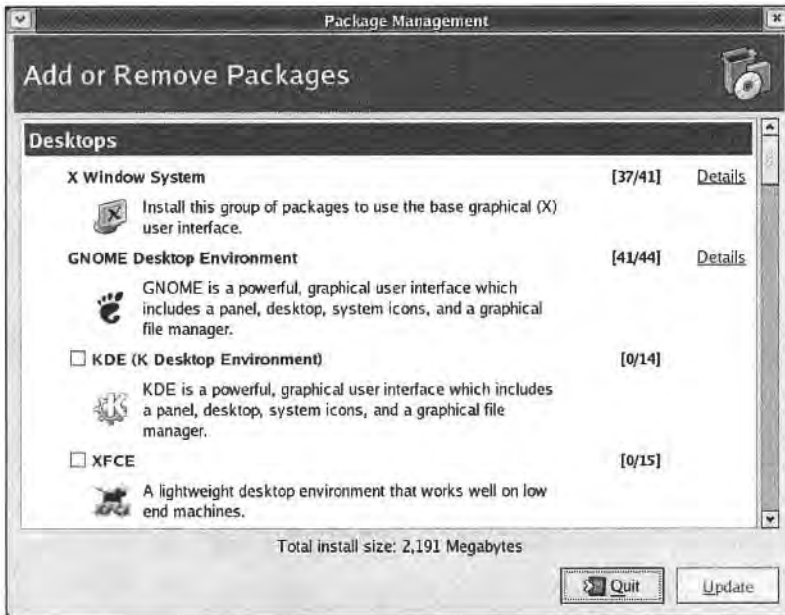 Package Management
Add or Remove Packages
Desktops
X Window System [37/41] Details
Install this group of packages to use the base graphical (X)
user interface.
GNOME Desktop Environment [41/44] Details
GNOME is a powerful, graphical user interface which
includes a panel, desktop, system icons, and a graphical
file manager.
KDE (K Desktop Environment) [0/14]
KDE is a powerful, graphical user interface which includes
a panel, desktop, system icons, and a graphical file
manager.
XFCE [0/15]
A lightweight desktop environment that works well on low
end machines.
Total install size: 2,191 Megabytes
Quit Update